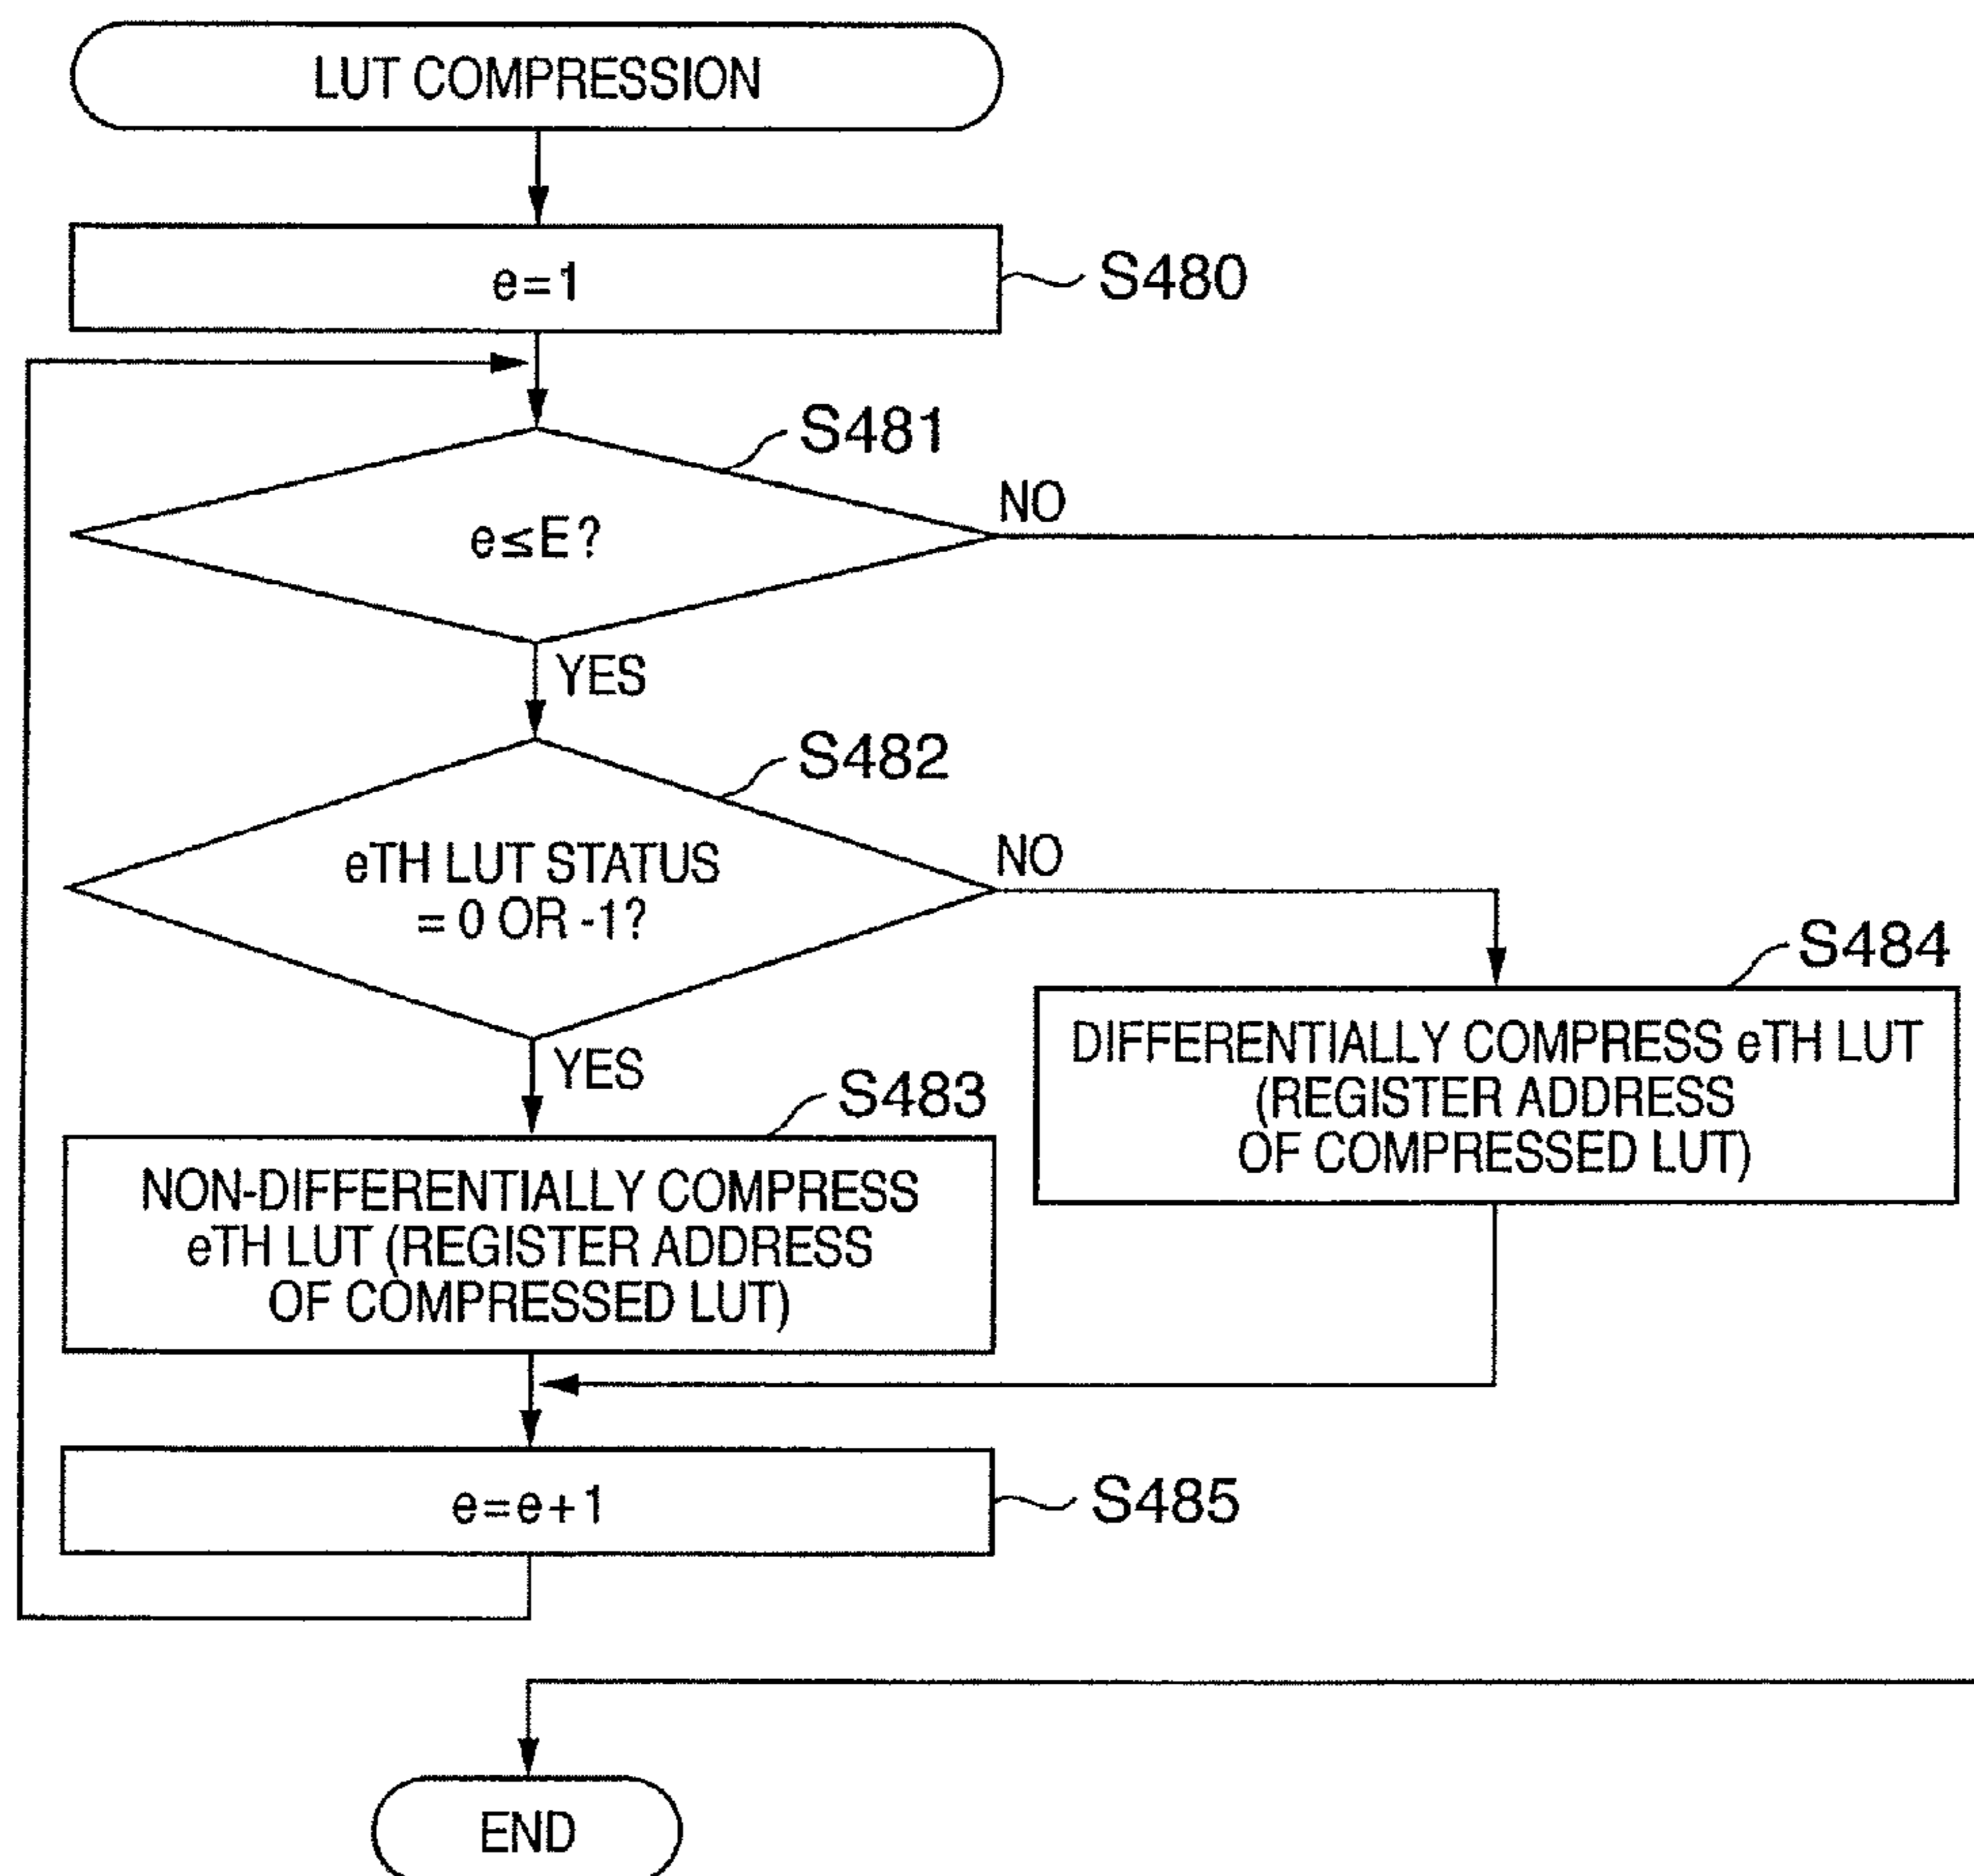 LUT COMPRESSION
e=1
S480
S481
e≤E?
NO
YES
S482
eTH LUT STATUS
= 0 OR -1?
NO
YES
S484
DIFFERENTIALLY COMPRESS eTH LUT
(REGISTER ADDRESS
OF COMPRESSED LUT)
S483
NON-DIFFERENTIALLY COMPRESS
eTH LUT (REGISTER ADDRESS
OF COMPRESSED LUT)
e=e+1
S485
END